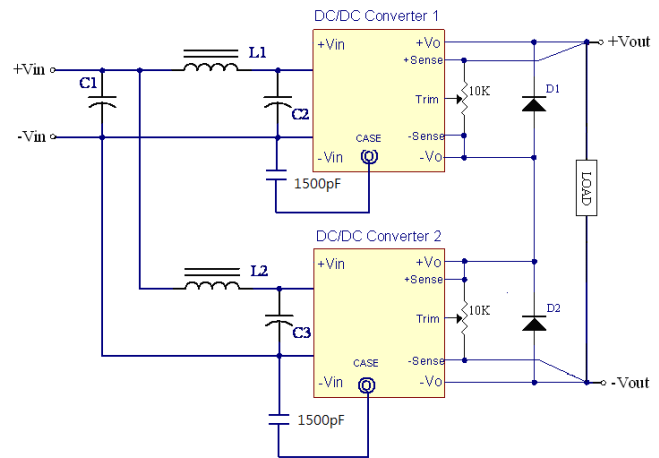 DC/DC Converter 1
+Vin
C1
L1
C2
+Vin
+Vo
+Sense
Trim
10K
D1
-Vin
CASE
-Sense
-Vin
-Vo
1500pF
+Vout
LOAD
DC/DC Converter 2
L2
C3
+Vin
+Vo
+Sense
Trim
10K
D2
CASE
-Sense
-Vin
-Vo
1500pF
-Vout